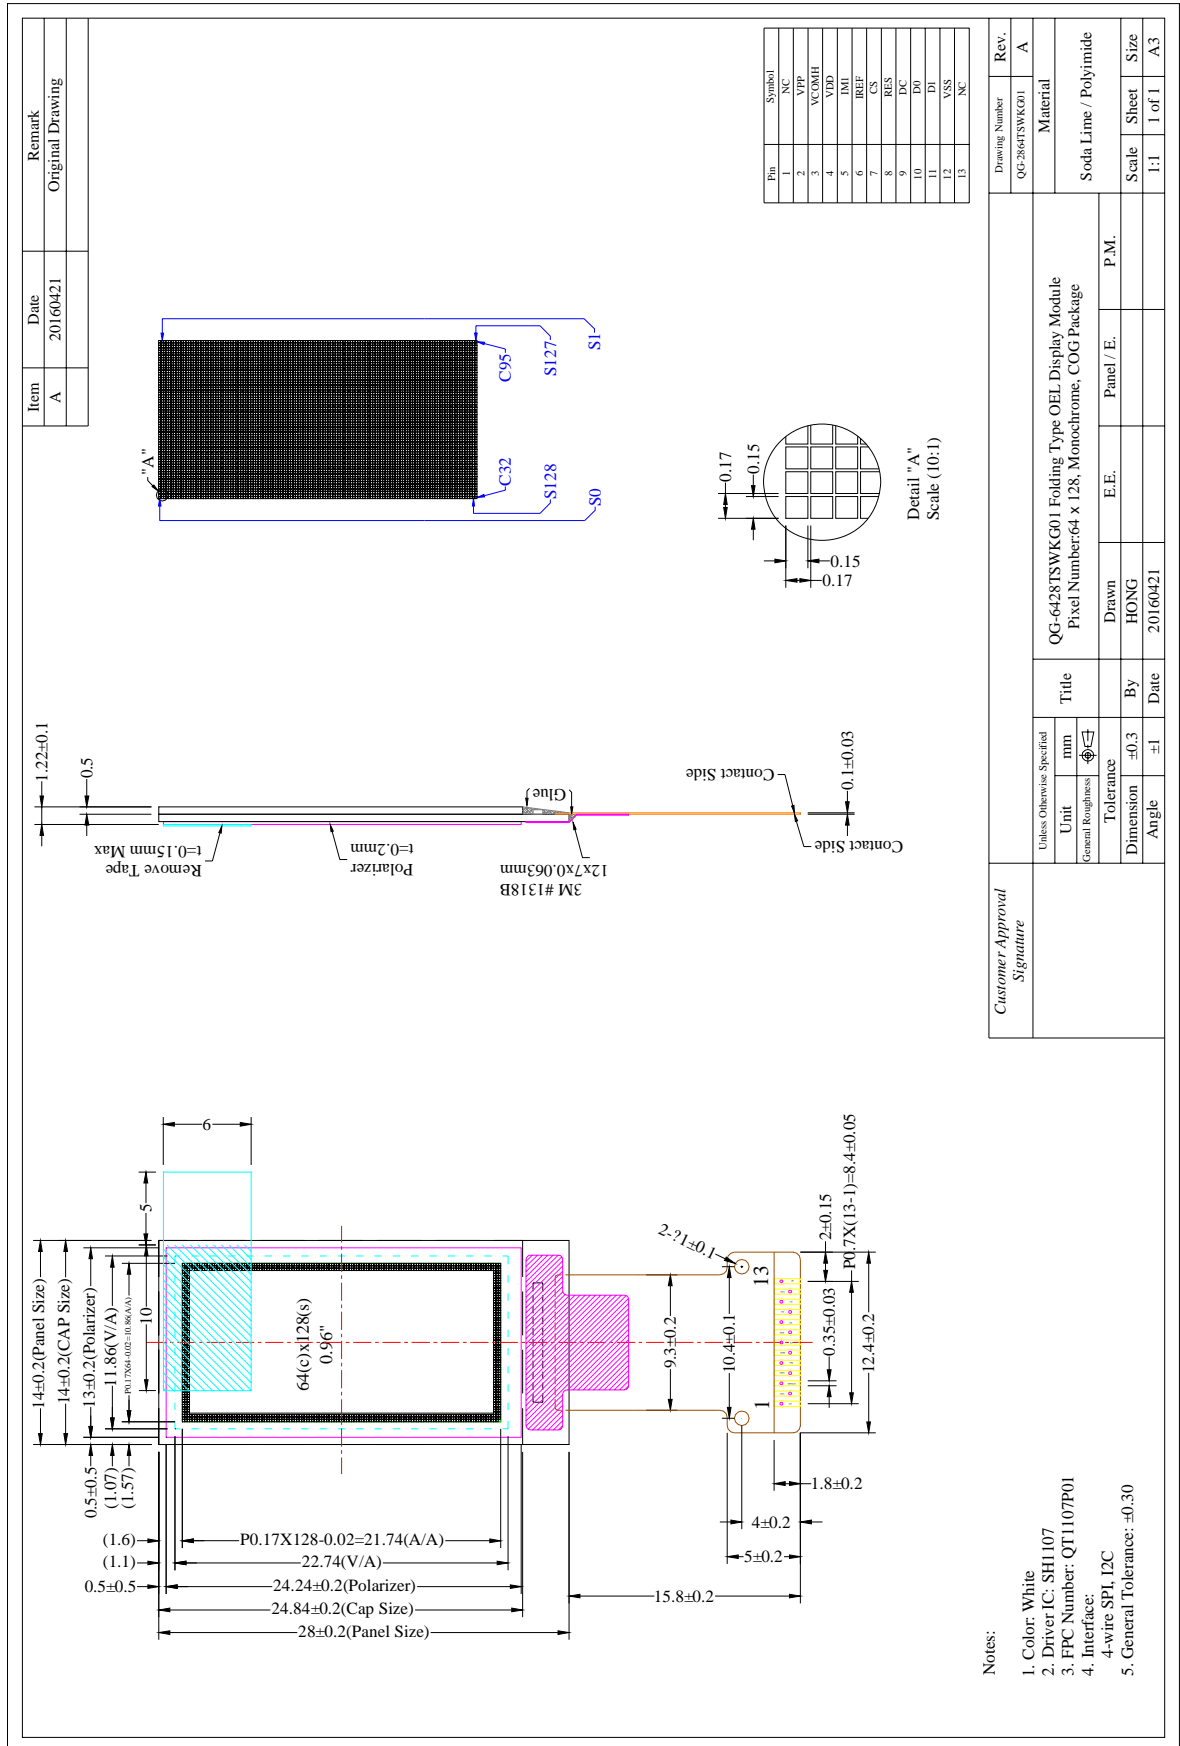 Item Date Remark
A 20160421 Original Drawing
14±0.2(Panel Size)
14±0.2(CAP Size)
13±0.2(Polarizer)
11.86(V/A)
P0.17X64-0.02=10.86(A/A)
10
5
6
0.5±0.5
(1.07)
(1.57)
(1.6)
(1.1)
0.5±0.5
P0.17X128-0.02=21.74(A/A)
22.74(V/A)
24.24±0.2(Polarizer)
24.84±0.2(Cap Size)
28±0.2(Panel Size)
64(c)x128(s)
0.96"
15.8±0.2
2-?1±0.1
9.3±0.2
10.4±0.1
1
13
0.35±0.03
12.4±0.2
2±0.15
P0.7X(13-1)=8.4±0.05
1.8±0.2
4±0.2
5±0.2
1.22±0.1
0.5
Remove Tape
t=0.15mm Max
Polarizer
t=0.2mm
3M #1318B
12x7x0.063mm
Glue
Contact Side
Contact Side
0.1±0.03
"A"
C32
C95
S128
S127
S0
S1
0.17
0.15
0.15
0.17
Detail "A"
Scale (10:1)
Pin Symbol
1 NC
2 VPP
3 VCOMH
4 VDD
5 IM1
6 IREF
7 CS
8 RES
9 DC
10 D0
11 D1
12 VSS
13 NC
Notes:
1. Color: White
2. Driver IC: SH1107
3. FPC Number: QT1107P01
4. Interface:
4-wire SPI, I2C
5. General Tolerance: ±0.30
Customer Approval
Signature
Unless Otherwise Specified
Unit mm
General Roughness
Tolerance
Dimension ±0.3
Angle ±1
Title
QG-6428TSWKG01 Folding Type OEL Display Module
Pixel Number:64 x 128, Monochrome, COG Package
Drawn E.E. Panel / E. P.M.
By HONG
Date 20160421
Drawing Number Rev.
QG-2864TSWKG01 A
Material
Soda Lime / Polyimide
Scale Sheet Size
1:1 1 of 1 A3